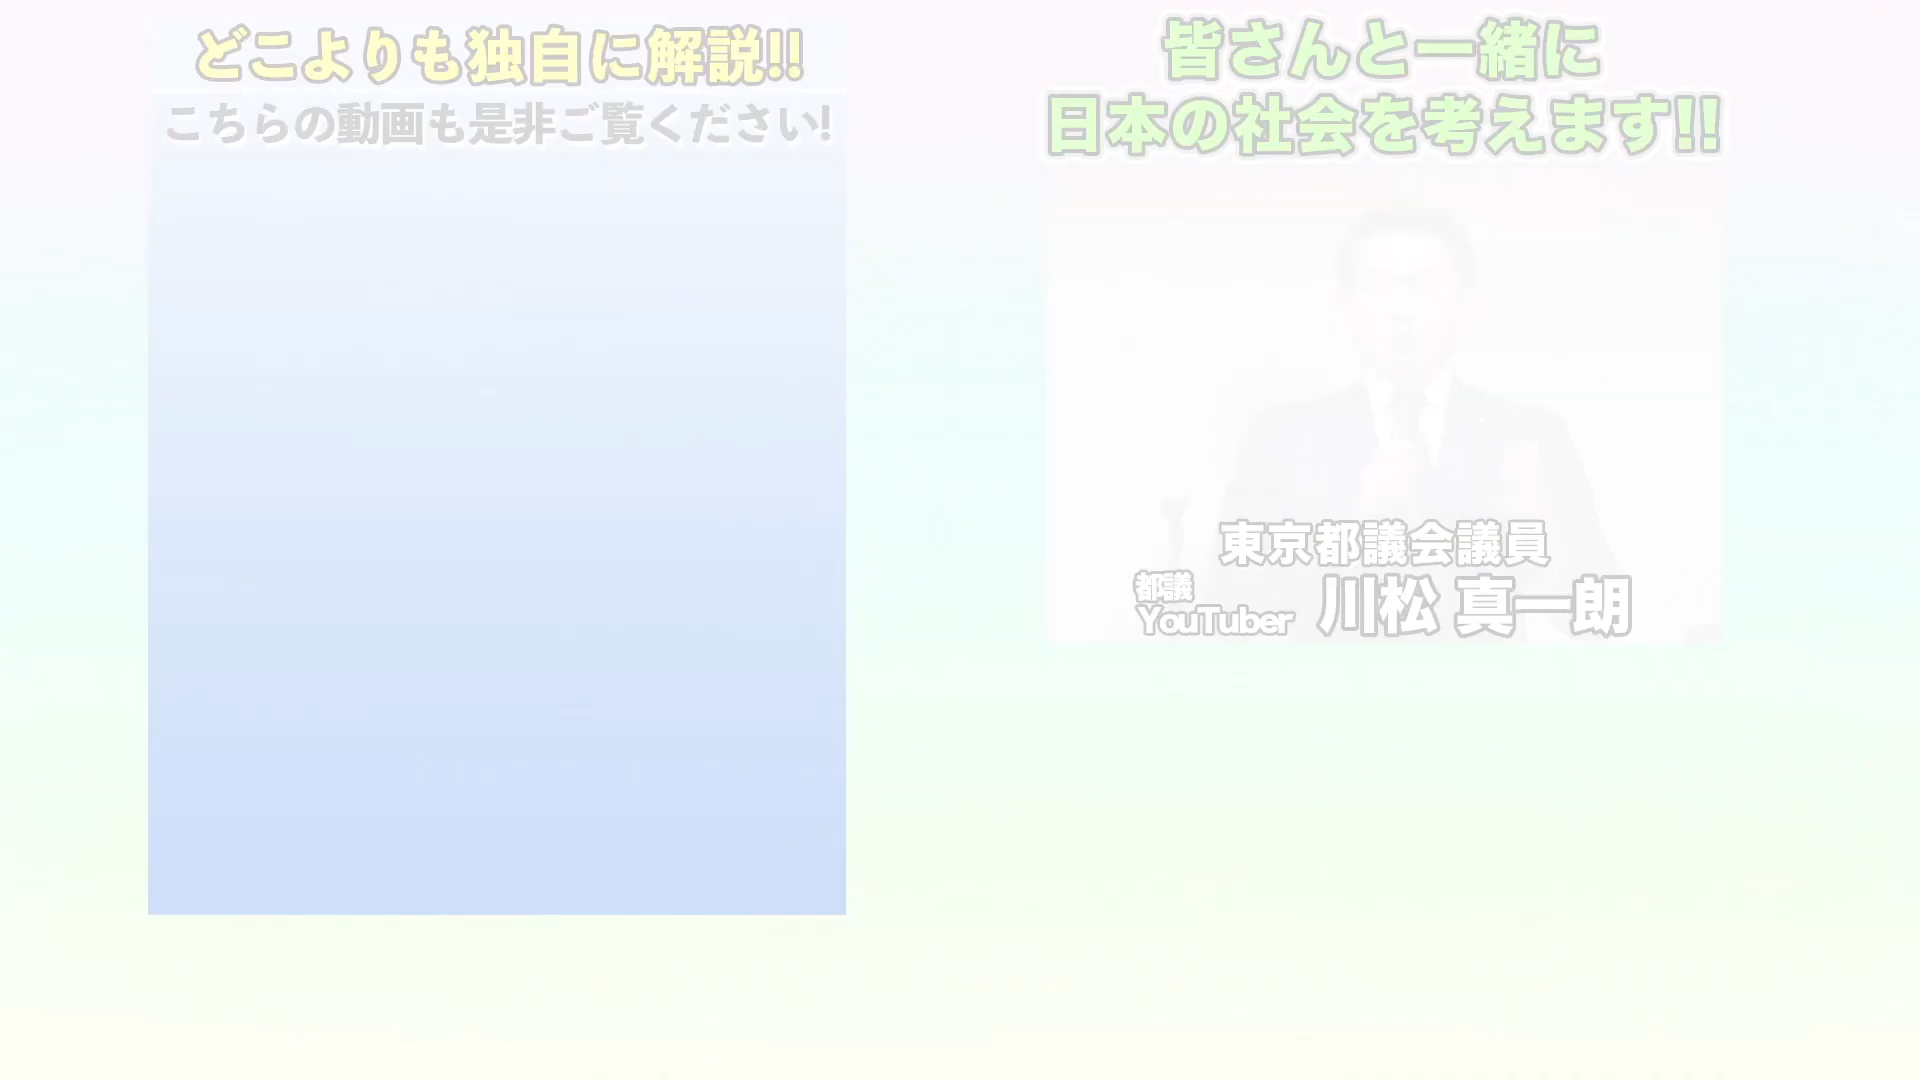 どこよりも独自に解説!!
こちらの動画も是非ご覧ください!
皆さんと一緒に
日本の社会を考えます!!
東京都議会議員
都議
YouTuber 川松 真一朗